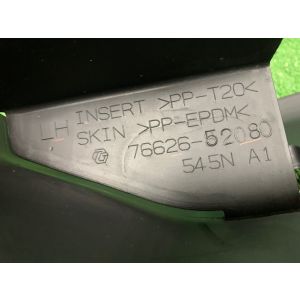 LH INSERT >PP-T20<
SKIN >PP-EPDM<
76626-52080
545N A1